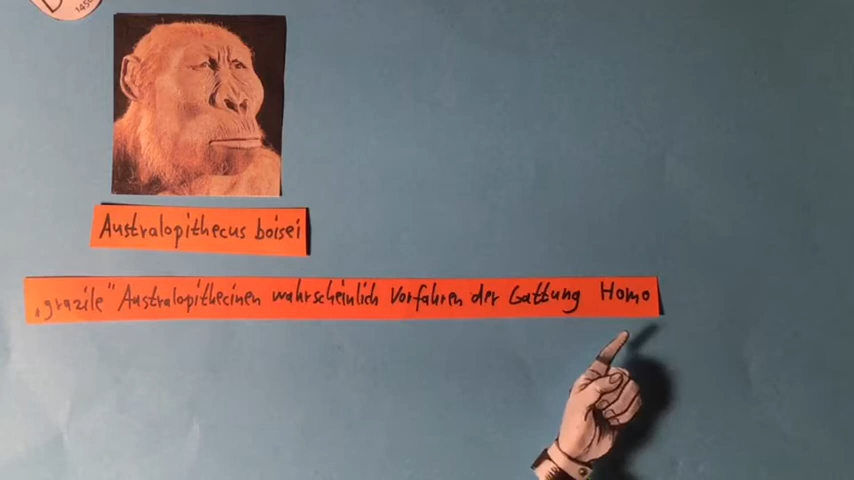 Australopithecus boisei
„grazile" Australopithecinen wahrscheinlich Vorfahren der Gattung Homo